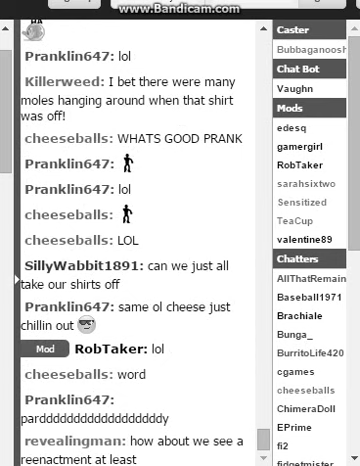 www.Bandicam.com
Pranklin647: lol
Killerweed: I bet there were many
moles hanging around when that shirt
was off!
cheeseballs: WHATS GOOD PRANK
Pranklin647:
Pranklin647: lol
cheeseballs:
cheeseballs: LOL
SillyWabbit1891: can we just all
take our shirts off
Pranklin647: same ol cheese just
chillin out
Mod RobTaker: lol
cheeseballs: word
Pranklin647:
pardddddddddddddddddddy
revealingman: how about we see a
reenactment at least
Caster
Bubbaganoosh
Chat Bot
Vaughn
Mods
edesq
gamergirl
RobTaker
sarahsixtwo
Sensitized
TeaCup
valentine89
Chatters
AllThatRemain
Baseball1971
Brachiale
Bunga_
BurritoLife420
cgames
cheeseballs
ChimeraDoll
EPrime
fi2
fidgetmister